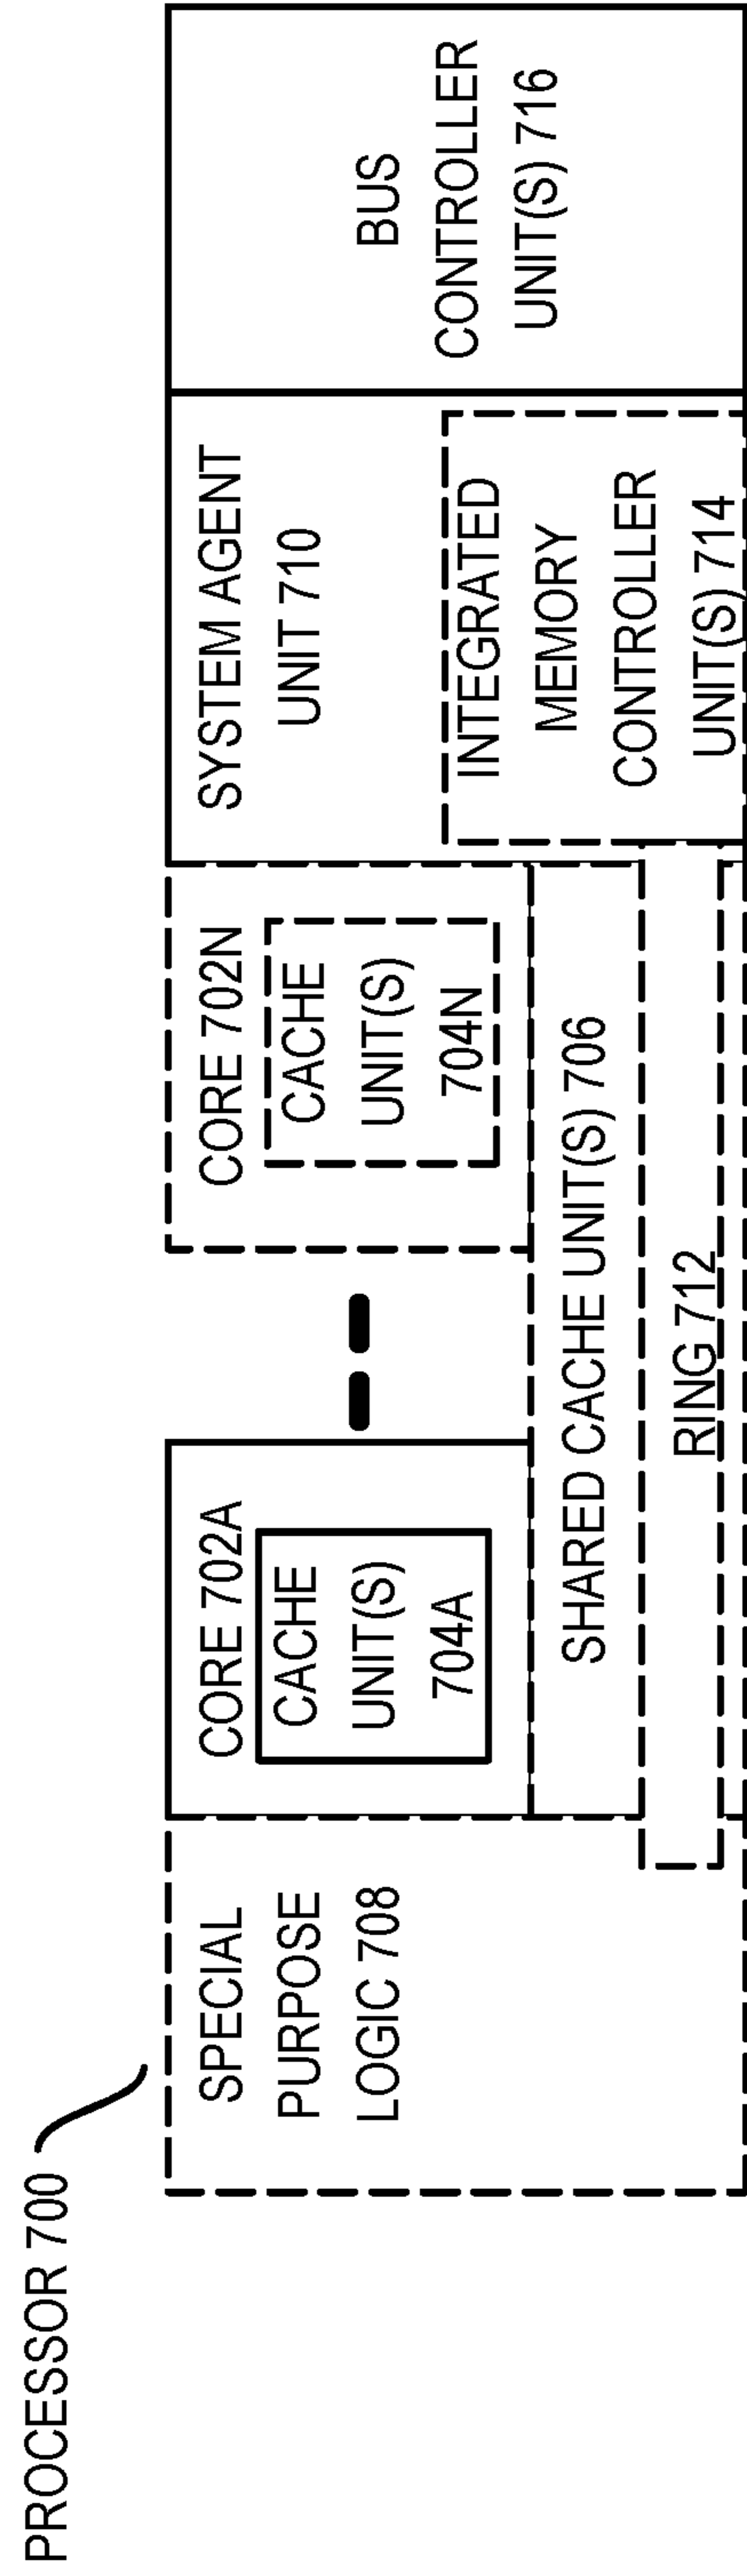 PROCESSOR 700
SPECIAL
PURPOSE
LOGIC 708
CORE 702A
CACHE
UNIT(S)
704A
CORE 702N
CACHE
UNIT(S)
704N
SHARED CACHE UNIT(S) 706
RING 712
SYSTEM AGENT
UNIT 710
INTEGRATED
MEMORY
CONTROLLER
UNIT(S) 714
BUS
CONTROLLER
UNIT(S) 716